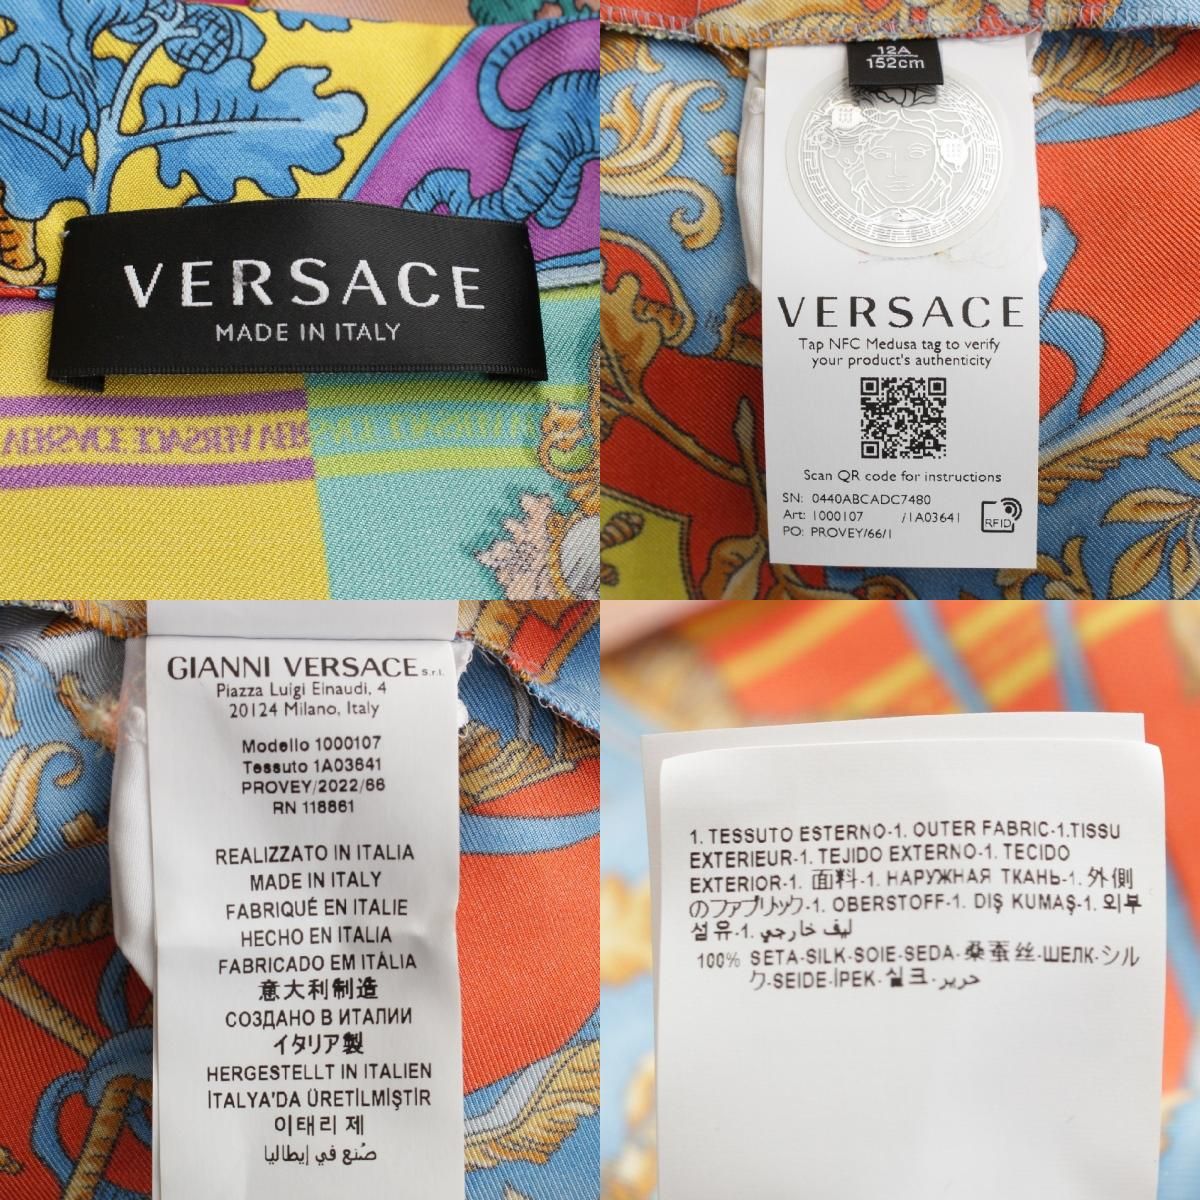 VERSACE
MADE IN ITALY
12A
152cm
VERSACE
Tap NFC Medusa tag to verify
your product's authenticity
Scan QR code for instructions
SN: 0440ABCADC7480
Art: 1000107 /1A03641
PO: PROVEY/66/1
RFID
GIANNI VERSACE S.r.l.
Piazza Luigi Einaudi, 4
20124 Milano, Italy
Modello 1000107
Tessuto 1A03641
PROVEY/2022/66
RN 118861
REALIZZATO IN ITALIA
MADE IN ITALY
FABRIQUÉ EN ITALIE
HECHO EN ITALIA
FABRICADO EM ITÁLIA
意大利制造
СОЗДАНО В ИТАЛИИ
イタリア製
HERGESTELLT IN ITALIEN
İTALYA'DA ÜRETİLMİŞTİR
이태리 제
صُنع في إيطاليا
1. TESSUTO ESTERNO-1. OUTER FABRIC-1.TISSU
EXTERIEUR-1. TEJIDO EXTERNO-1. TECIDO
EXTERIOR-1. 面料-1. НАРУЖНАЯ ТКАНЬ-1. 外側
のファブリック-1. OBERSTOFF-1. DIŞ KUMAŞ-1. 외부
섬유-1. ليف خارجي
100% SETA-SILK-SOIE-SEDA-桑蚕丝-ШЕЛК-シル
ク-SEIDE-İPEK-실크-حرير